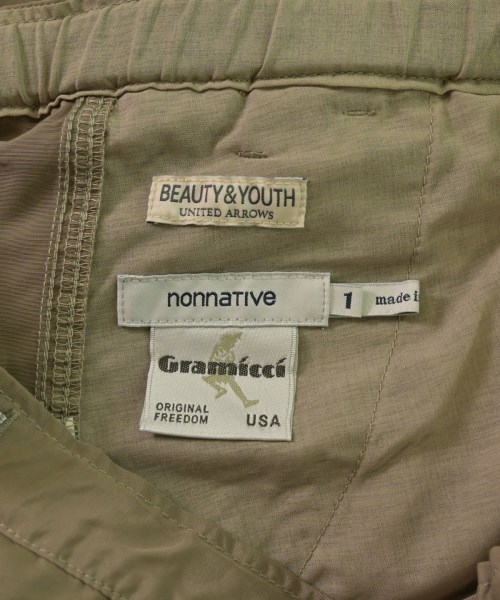 BEAUTY&YOUTH
UNITED ARROWS
nonnative
1
made i
Gramicci
ORIGINAL
FREEDOM
USA